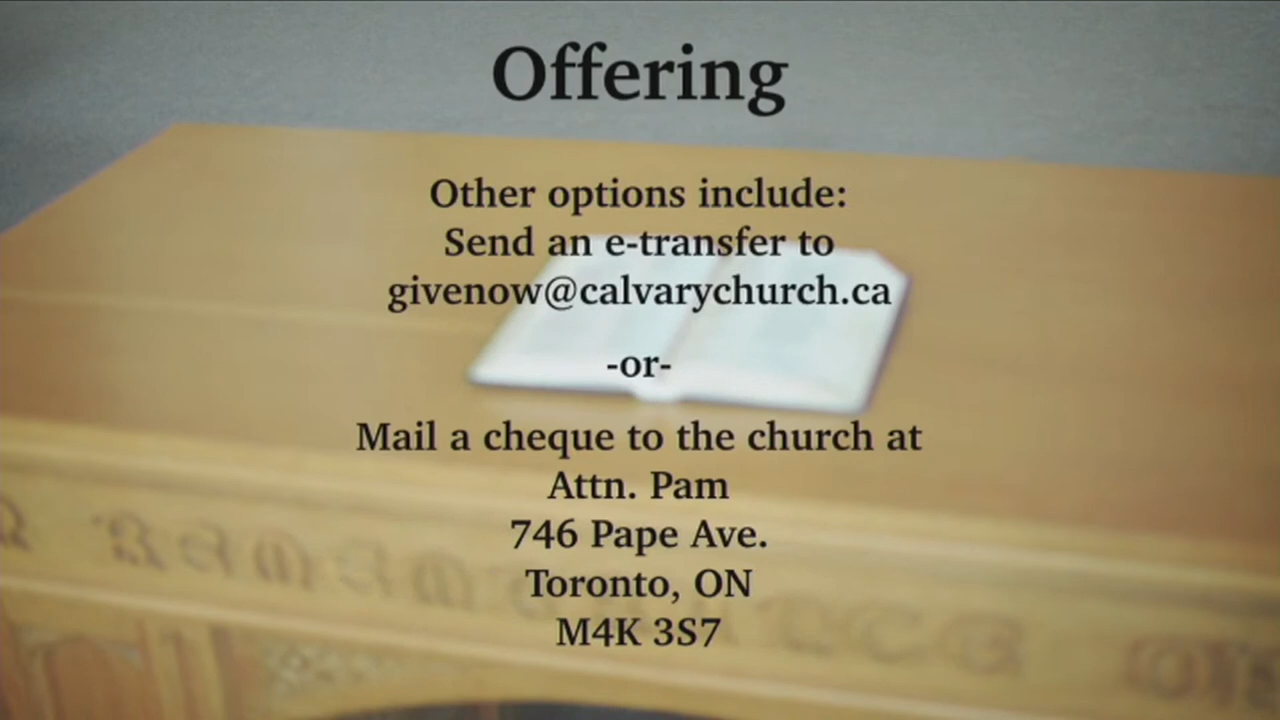 Offering
Other options include:
Send an e-transfer to
givenow@calvarychurch.ca
-or-
Mail a cheque to the church at
Attn. Pam
746 Pape Ave.
Toronto, ON
M4K 3S7